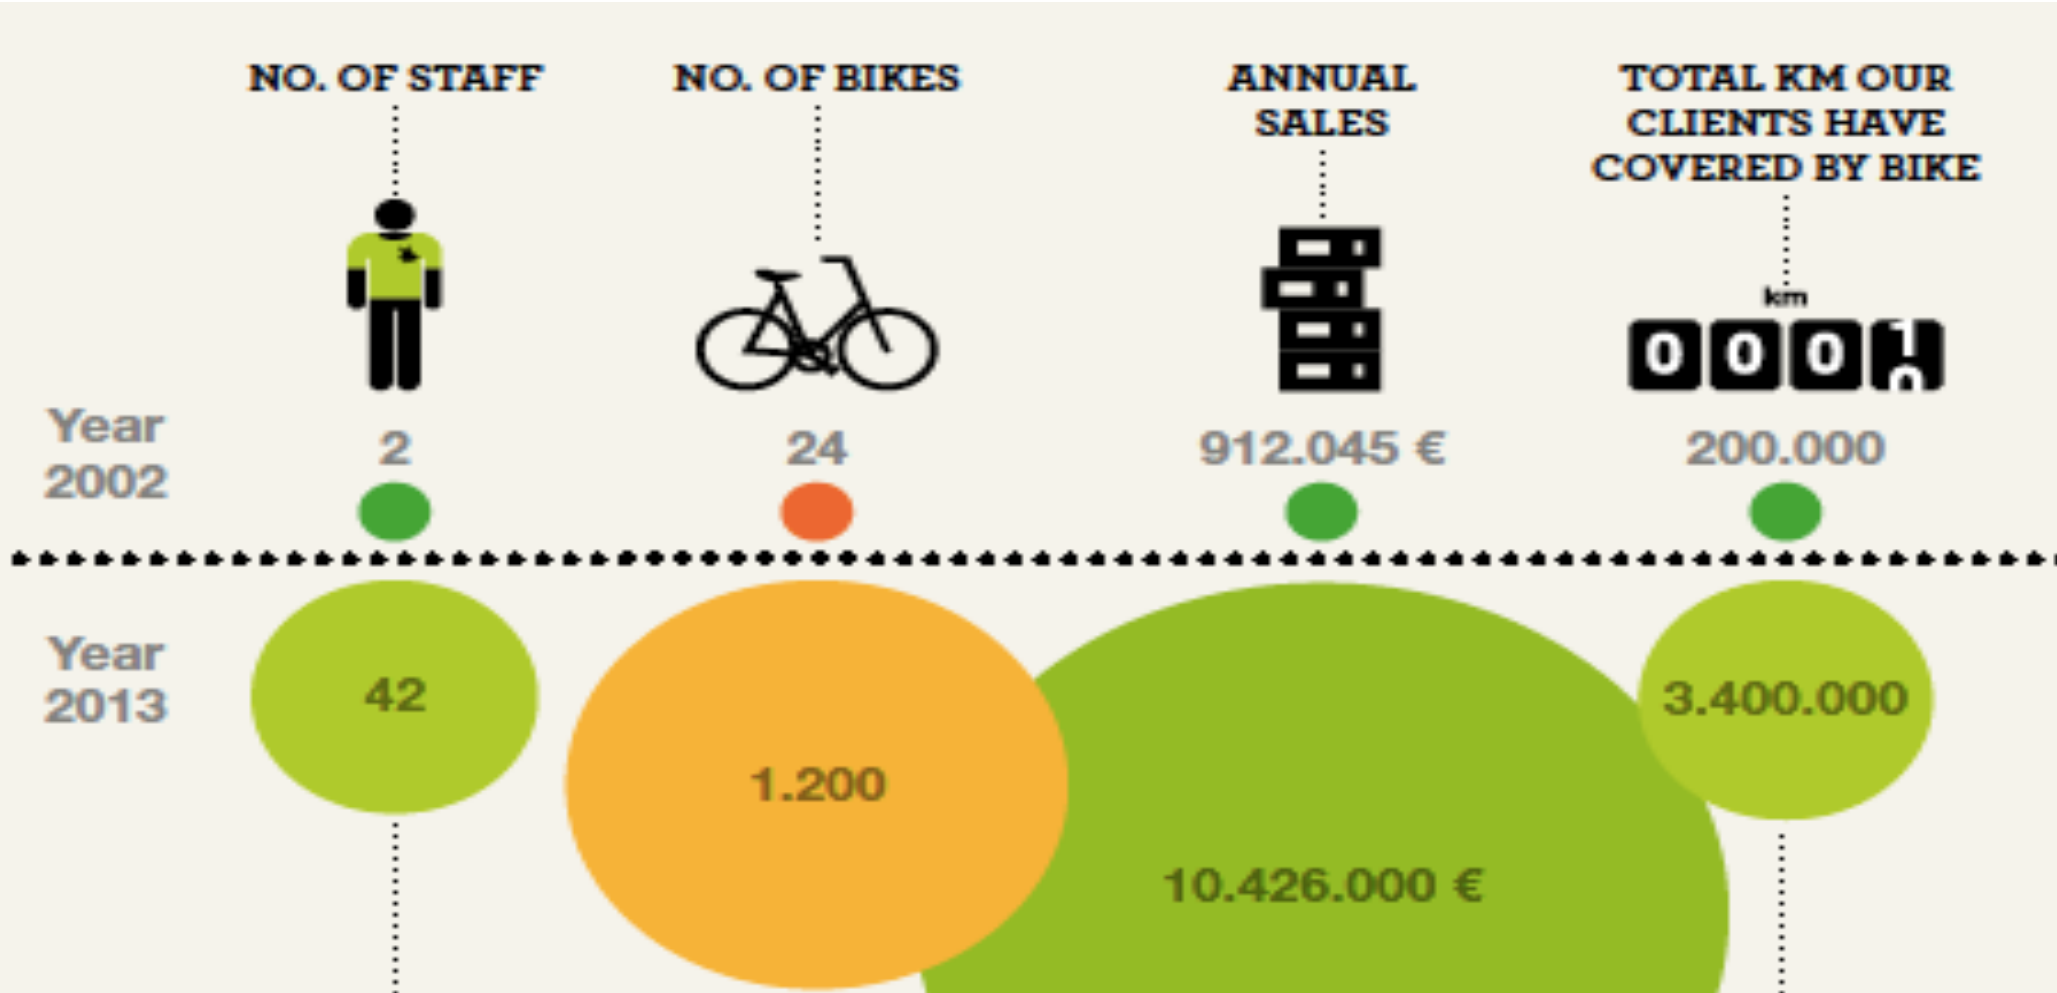 NO. OF STAFF
NO. OF BIKES
ANNUAL
SALES
TOTAL KM OUR
CLIENTS HAVE
COVERED BY BIKE
km
0 0 0 1
0
Year
2002
2
24
912.045 €
200.000
Year
2013
42
1.200
10.426.000 €
3.400.000